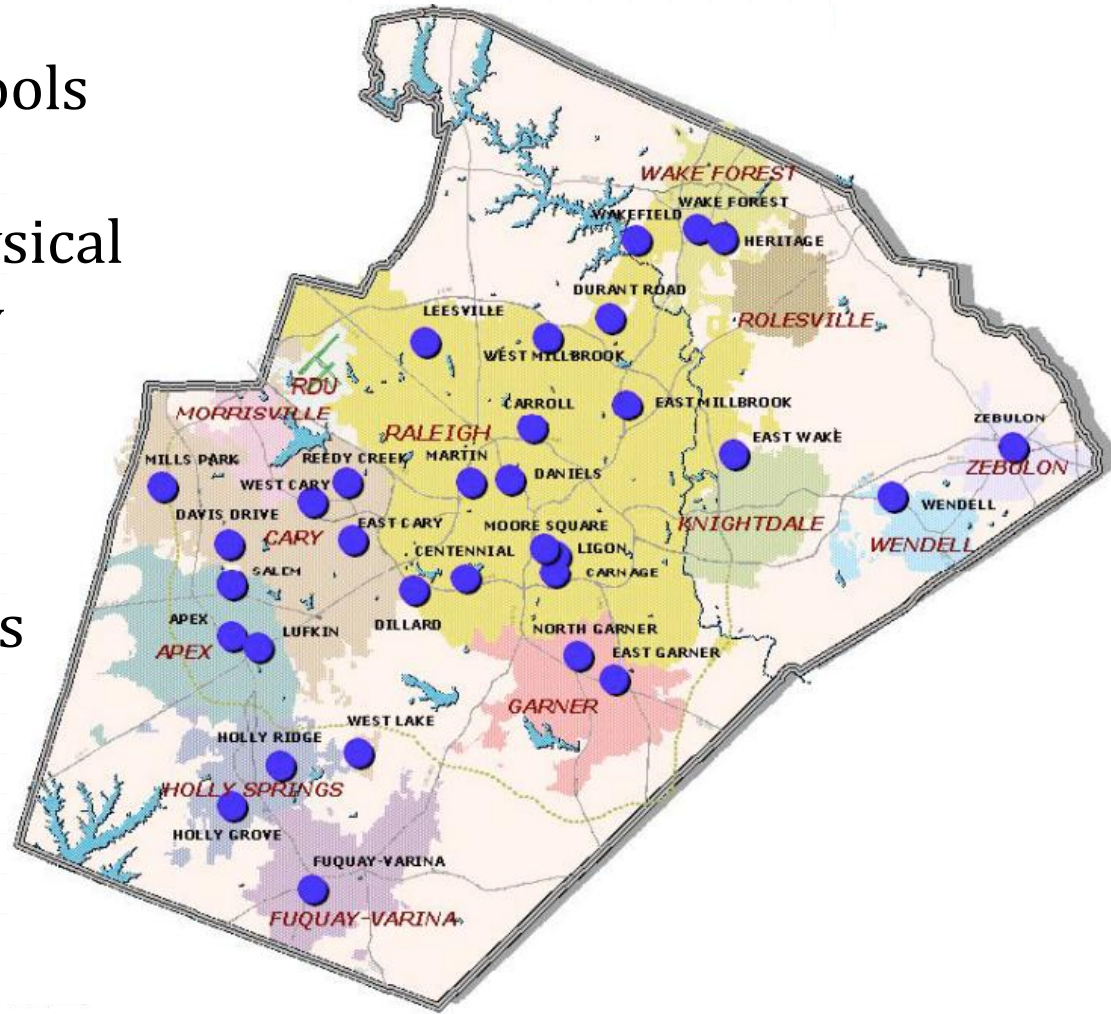 ools
ysical
y
s
WAKE FOREST
WAKE FOREST
WAKEFIELD
HERITAGE
DURANT ROAD
LEESVILLE
ROLESVILLE
WEST MILLBROOK
RDU
MORRISVILLE
CARROLL
EAST MILLBROOK
RALEIGH
ZEBULON
EAST WAKE
MILLS PARK
REEDY CREEK
MARTIN
ZEBULON
WEST CARY
DANIELS
WENDELL
DAVIS DRIVE
EAST CARY
MOORE SQUARE
KNIGHTDALE
CARY
CENTENNIAL
LIGON
WENDELL
SALEM
CARNAGE
APEX
LUFKIN
DILLARD
NORTH GARNER
APEX
EAST GARNER
GARNER
WEST LAKE
HOLLY RIDGE
HOLLY SPRINGS
HOLLY GROVE
FUQUAY-VARINA
FUQUAY-VARINA